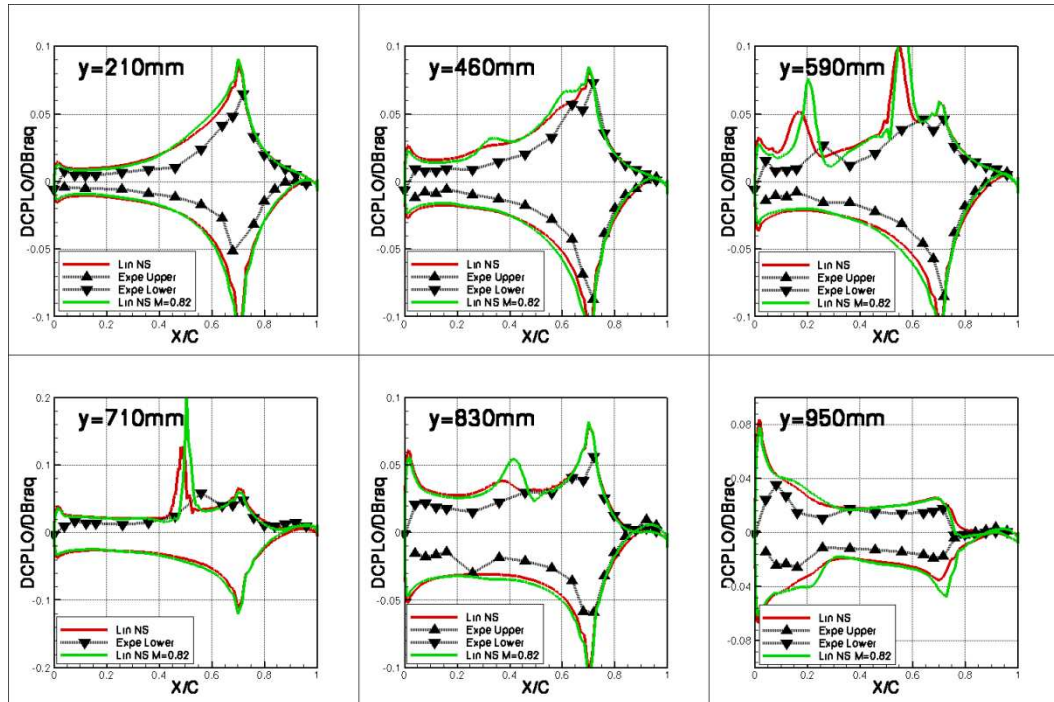 y=210mm
0.1
0.05
0
-0.05
-0.1
DCPLO/DBraq
Lin NS
Expe Upper
Expe Lower
Lin NS M=0.82
0 0.2 0.4 0.6 0.8 1
X/C
y=460mm
0.1
0.05
0
-0.05
-0.1
DCPLO/DBraq
Lin NS
Expe Upper
Expe Lower
Lin NS M=0.82
0 0.2 0.4 0.6 0.8 1
X/C
y=590mm
0.1
0.05
0
-0.05
-0.1
DCPLO/DBraq
Lin NS
Expe Upper
Expe Lower
Lin NS M=0.82
0 0.2 0.4 0.6 0.8 1
X/C
y=710mm
0.2
0.1
0
-0.1
-0.2
DCPLO/DBraq
Lin NS
Expe Lower
Lin NS M=0.82
0 0.2 0.4 0.6 0.8 1
X/C
y=830mm
0.1
0.05
0
-0.05
-0.1
DCPLO/DBraq
Lin NS
Expe Upper
Expe Lower
Lin NS M=0.82
0 0.2 0.4 0.6 0.8 1
X/C
y=950mm
0.08
0.04
0
-0.04
-0.08
DCPLO/DBraq
Lin NS
Expe Upper
Expe Lower
Lin NS M=0.82
0 0.2 0.4 0.6 0.8 1
X/C